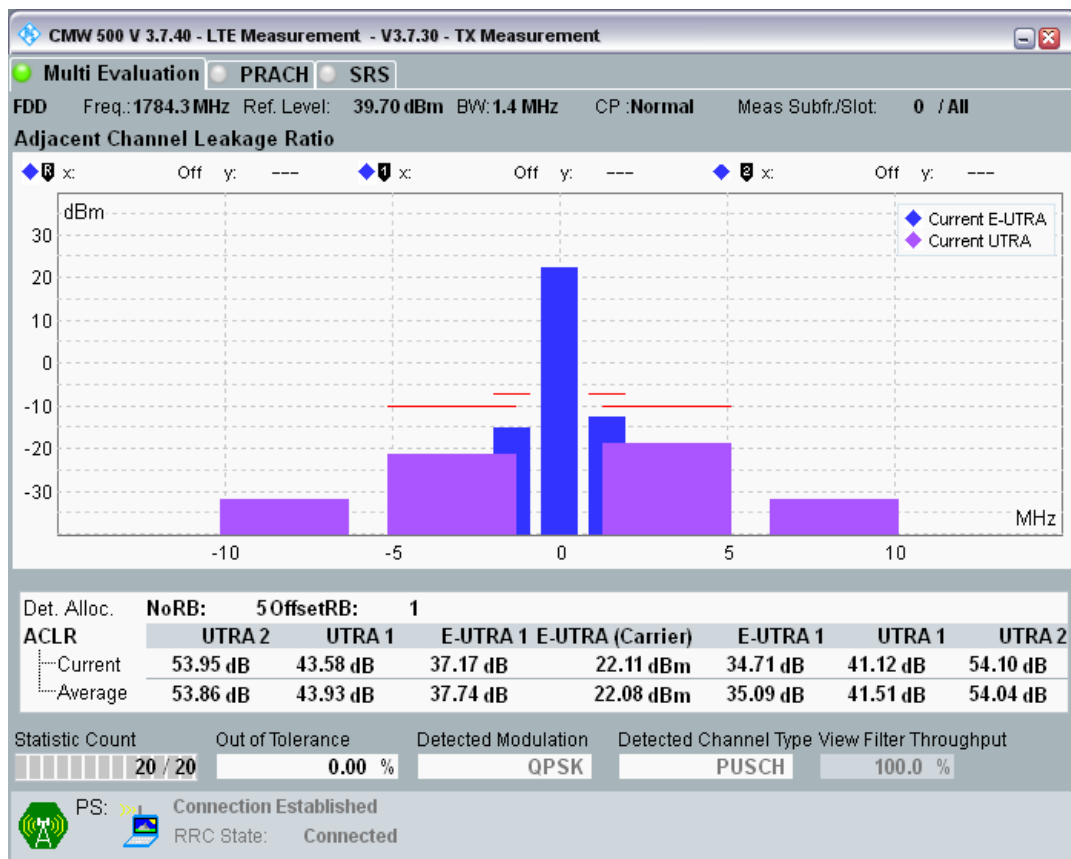 CMW 500 V 3.7.40 - LTE Measurement - V3.7.30 - TX Measurement
Multi Evaluation PRACH SRS
FDD Freq.: 1784.3 MHz Ref. Level: 39.70 dBm BW: 1.4 MHz CP :Normal Meas Subfr./Slot: 0 / All
Adjacent Channel Leakage Ratio
R x: Off y: --- 1 x: Off y: --- 2 x: Off y: ---
dBm
Current E-UTRA
Current UTRA
30
20
10
0
-10
-20
-30
MHz
-10 -5 0 5 10
Det. Alloc. NoRB: 5 OffsetRB: 1
ACLR UTRA 2 UTRA 1 E-UTRA 1 E-UTRA (Carrier) E-UTRA 1 UTRA 1 UTRA 2
Current 53.95 dB 43.58 dB 37.17 dB 22.11 dBm 34.71 dB 41.12 dB 54.10 dB
Average 53.86 dB 43.93 dB 37.74 dB 22.08 dBm 35.09 dB 41.51 dB 54.04 dB
Statistic Count Out of Tolerance Detected Modulation Detected Channel Type View Filter Throughput
20 / 20 0.00 % QPSK PUSCH 100.0 %
PS: Connection Established
RRC State: Connected